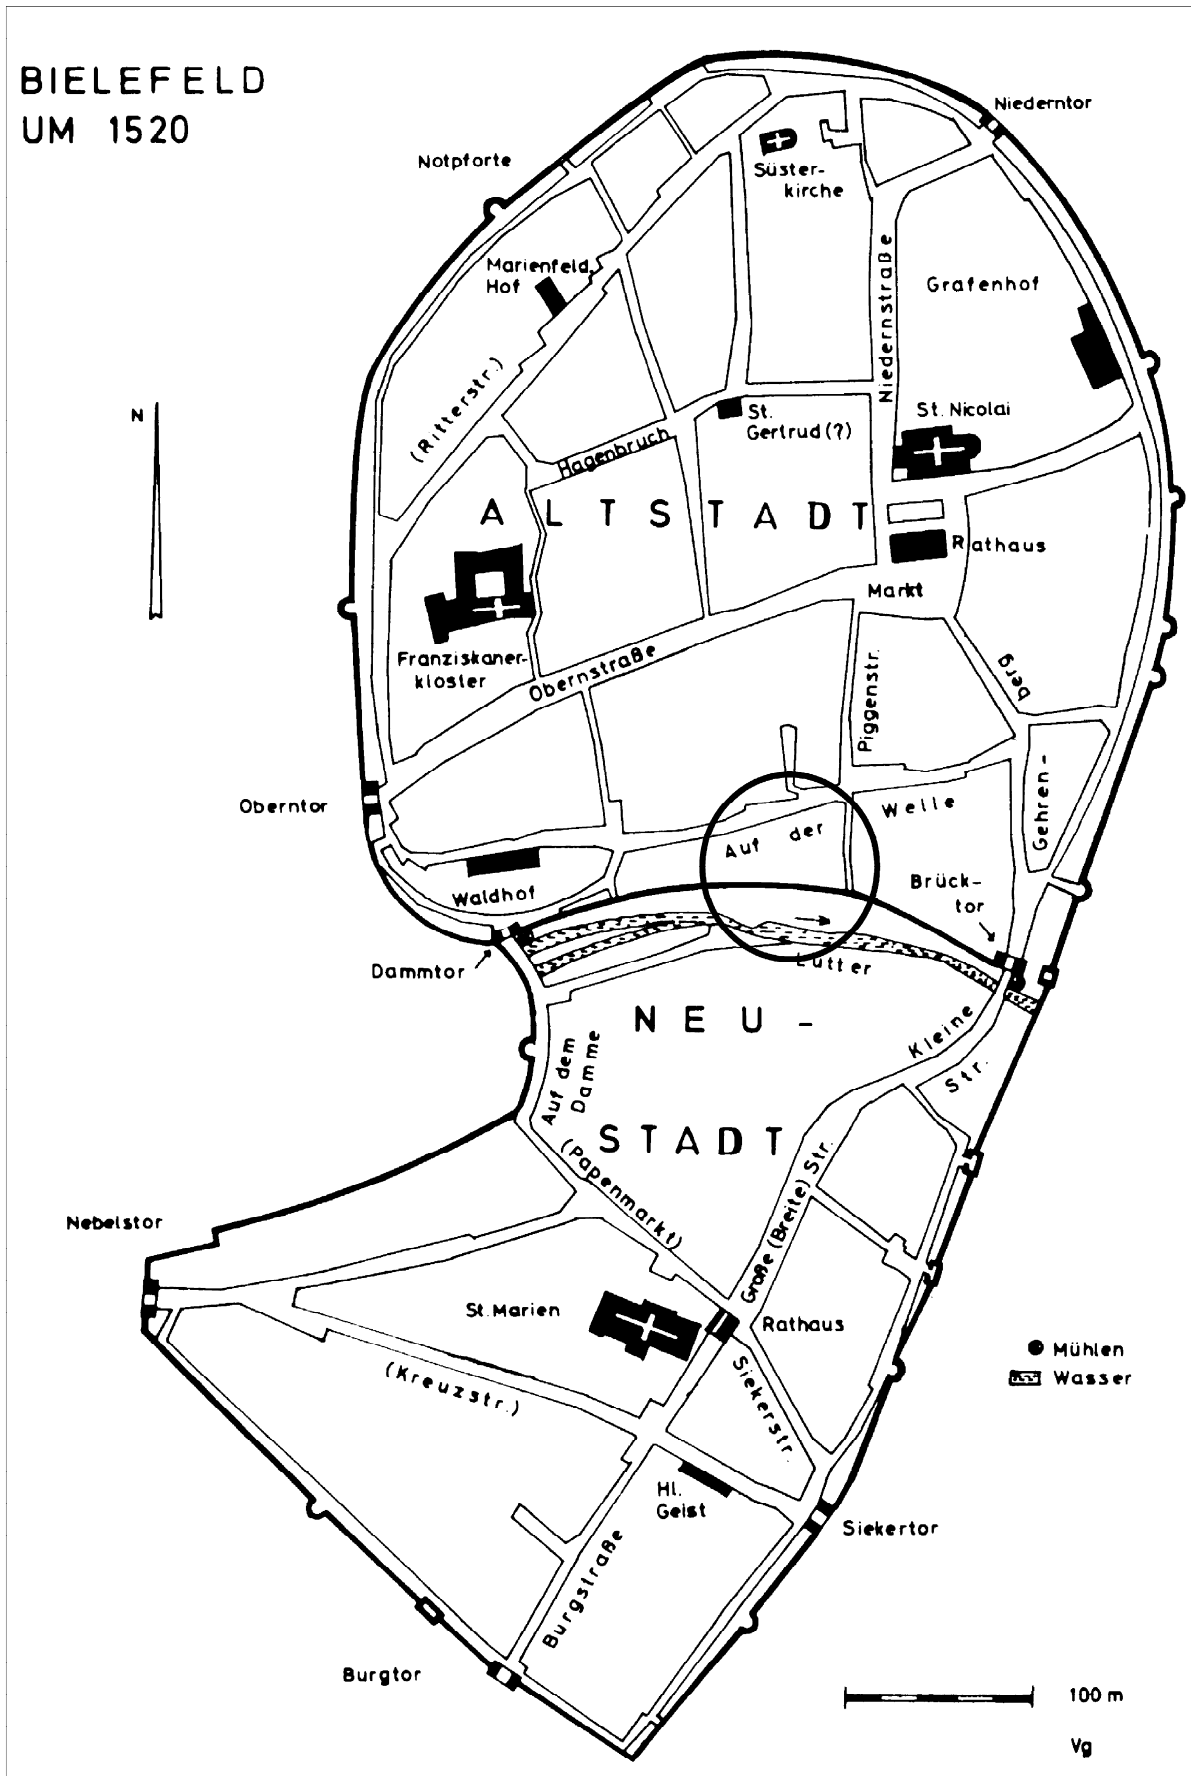 BIELEFELD
UM 1520
Niederntor
Notpforte
Süster-
kirche
Marienfeld.
Hof
Niedernstraße
Grafenhof
(Ritterstr.)
N
St.
Gertrud (?)
St. Nicolai
Hagenbruch
ALTSTADT
Rathaus
Markt
Franziskaner-
kloster
Obernstraße
Piggenstr.
Gehren-
berg
Oberntor
Auf der
Welle
Waldhof
Brück-
tor
Dammtor
Lutter
NEU-
STADT
Kleine
Str.
Auf dem
Damme
(Papenmarkt)
Große (Breite) Str.
Nebelstor
St. Marien
Rathaus
(Kreuzstr.)
Siekerstr.
Mühlen
Wasser
Hl.
Geist
Siekertor
Burgstraße
Burgtor
100 m
Vg